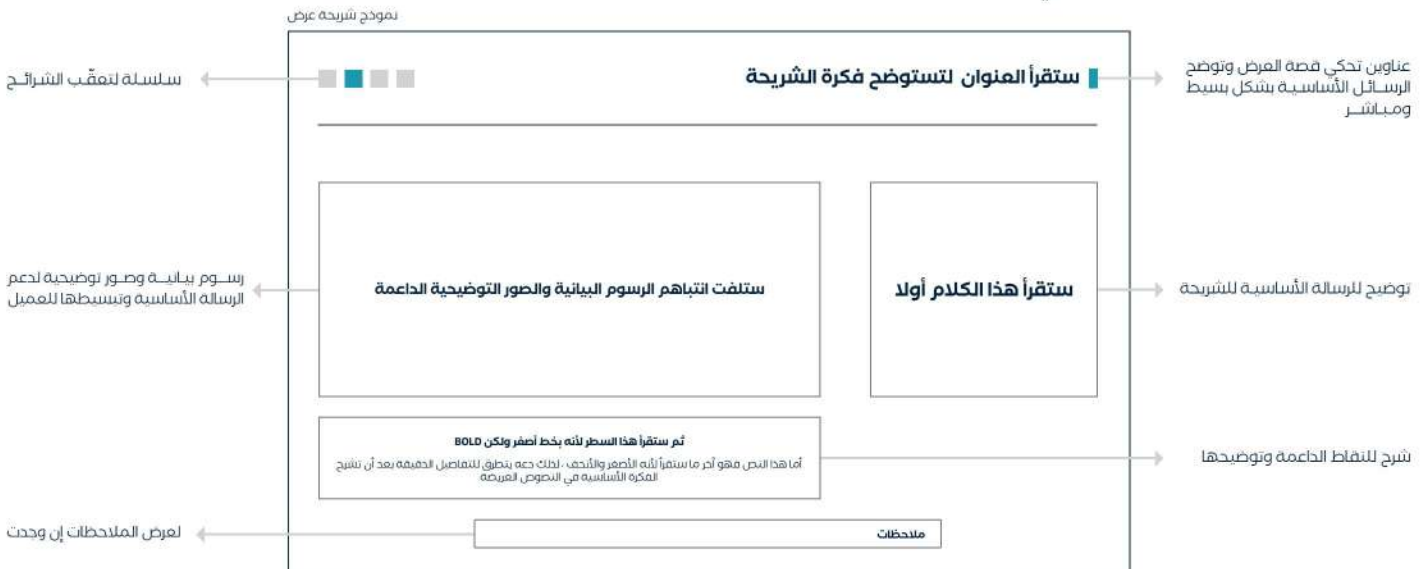 نموذج شريحة عرض
عناوين تحكي قصة العرض وتوضح
الرسائل الأساسية بشكل بسيط
ومباشر
ستقرأ العنوان لتستوضح فكرة الشريحة
سلسلة لتعقّب الشرائح
توضيح للرسالة الأساسية للشريحة
ستقرأ هذا الكلام أولا
ستلفت انتباهم الرسوم البيانية والصور التوضيحية الداعمة
رسوم بيانية وصور توضيحية لدعم
الرسالة الأساسية وتبسيطها للعميل
شرح للنقاط الداعمة وتوضيحها
ثم ستقرأ هذا السطر لأنه بخط أصغر ولكن BOLD
أما هذا النص فهو آخر ما ستقرأ لأنه الأصغر والأنحف ، لذلك دعه يتطرق للتفاصيل الدقيقة بعد أن تشرح
الفكرة الأساسية في النصوص العريضة
ملاحظات
لعرض الملاحظات إن وجدت